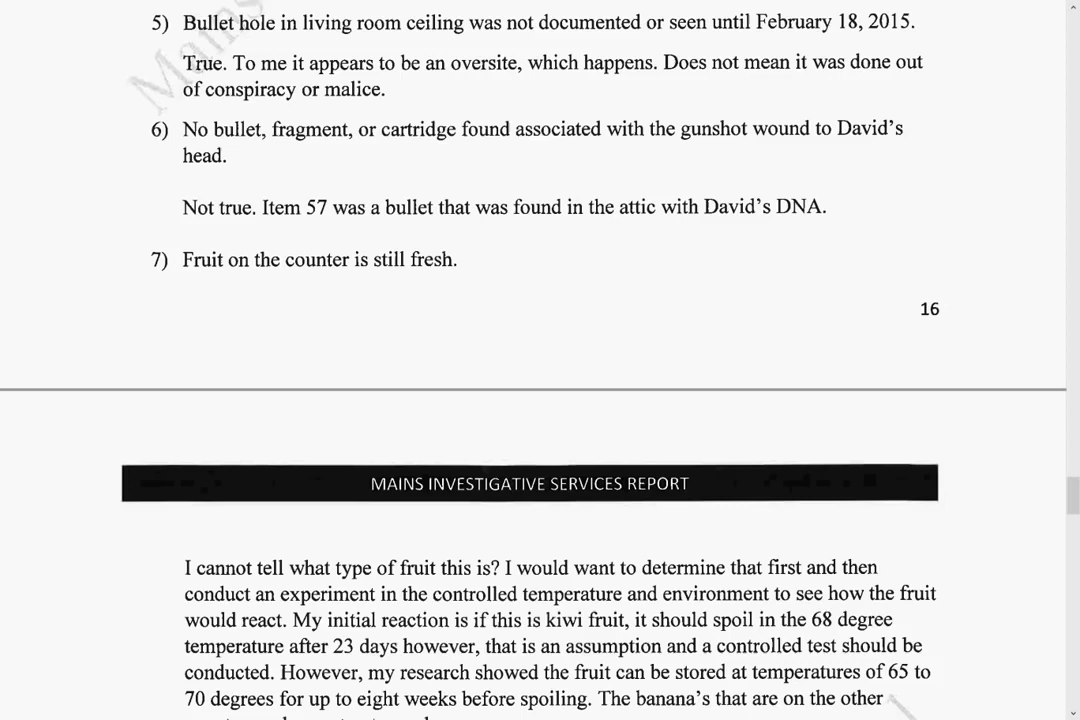 5) Bullet hole in living room ceiling was not documented or seen until February 18, 2015.
True. To me it appears to be an oversite, which happens. Does not mean it was done out
of conspiracy or malice.
6) No bullet, fragment, or cartridge found associated with the gunshot wound to David's
head.
Not true. Item 57 was a bullet that was found in the attic with David's DNA.
7) Fruit on the counter is still fresh.
16
MAINS INVESTIGATIVE SERVICES REPORT
I cannot tell what type of fruit this is? I would want to determine that first and then
conduct an experiment in the controlled temperature and environment to see how the fruit
would react. My initial reaction is if this is kiwi fruit, it should spoil in the 68 degree
temperature after 23 days however, that is an assumption and a controlled test should be
conducted. However, my research showed the fruit can be stored at temperatures of 65 to
70 degrees for up to eight weeks before spoiling. The banana's that are on the other